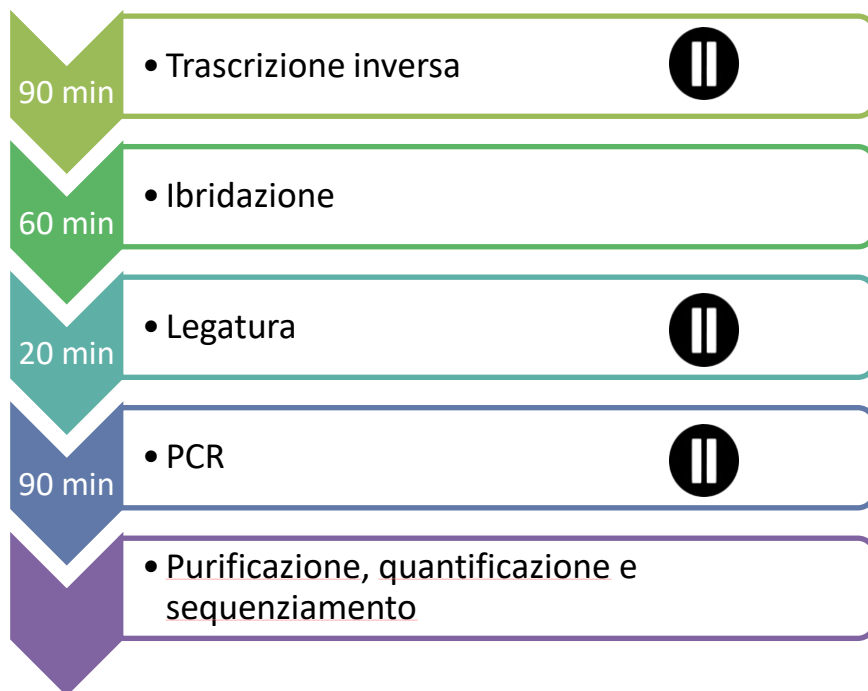 90 min
• Trascrizione inversa
60 min
• Ibridazione
20 min
• Legatura
90 min
• PCR
• Purificazione, quantificazione e
sequenziamento